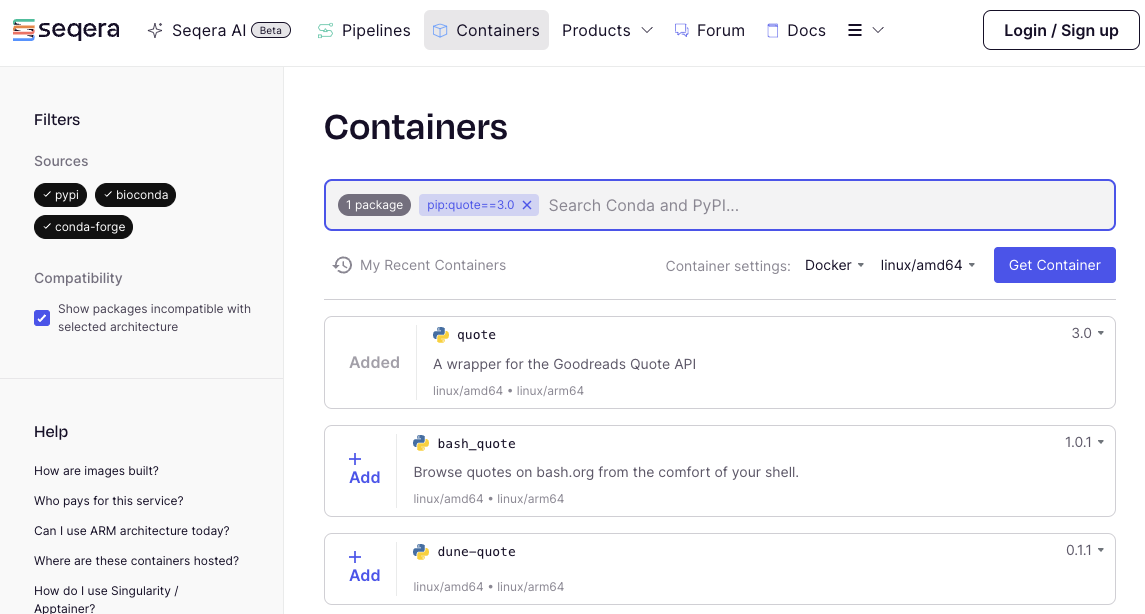 seqera
Seqera AI Beta
Pipelines
Containers
Products
Forum
Docs
Login / Sign up
Filters
Sources
pypi
bioconda
conda-forge
Compatibility
Show packages incompatible with
selected architecture
Help
How are images built?
Who pays for this service?
Can I use ARM architecture today?
Where are these containers hosted?
How do I use Singularity /
Apptainer?
Containers
1 package pip:quote==3.0 Search Conda and PyPI...
My Recent Containers
Container settings: Docker linux/amd64 Get Container
Added
quote 3.0
A wrapper for the Goodreads Quote API
linux/amd64 • linux/arm64
+ Add
bash_quote 1.0.1
Browse quotes on bash.org from the comfort of your shell.
linux/amd64 • linux/arm64
+ Add
dune-quote 0.1.1
linux/amd64 • linux/arm64